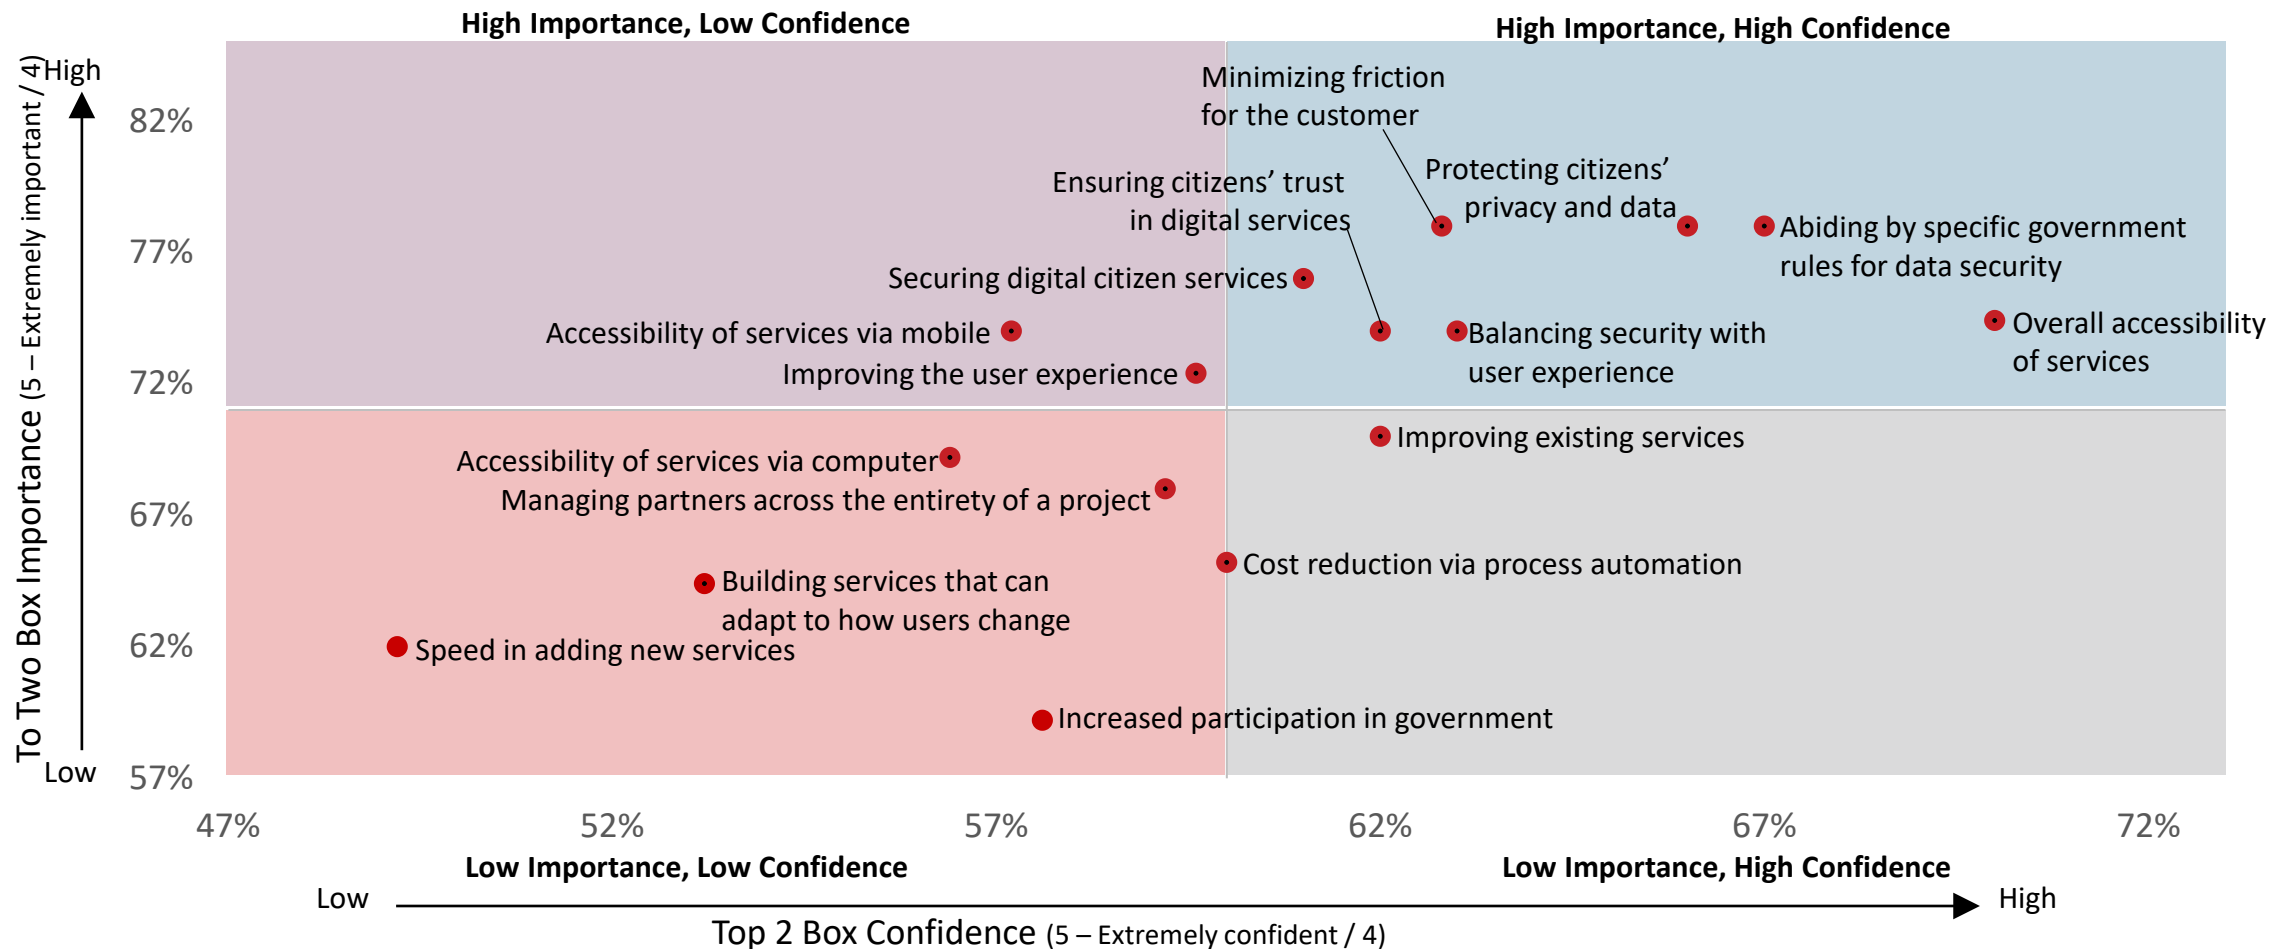 High Importance, Low Confidence
High Importance, High Confidence
High
To Two Box Importance (5 – Extremely important / 4)
Low
82%
77%
72%
67%
62%
57%
Minimizing friction
for the customer
Ensuring citizens’ trust
in digital services
Protecting citizens’
privacy and data
Abiding by specific government
rules for data security
Securing digital citizen services
Accessibility of services via mobile
Balancing security with
user experience
Overall accessibility
of services
Improving the user experience
Improving existing services
Accessibility of services via computer
Managing partners across the entirety of a project
Cost reduction via process automation
Building services that can
adapt to how users change
Speed in adding new services
Increased participation in government
47%
52%
57%
62%
67%
72%
Low Importance, Low Confidence
Low Importance, High Confidence
Low
High
Top 2 Box Confidence (5 – Extremely confident / 4)